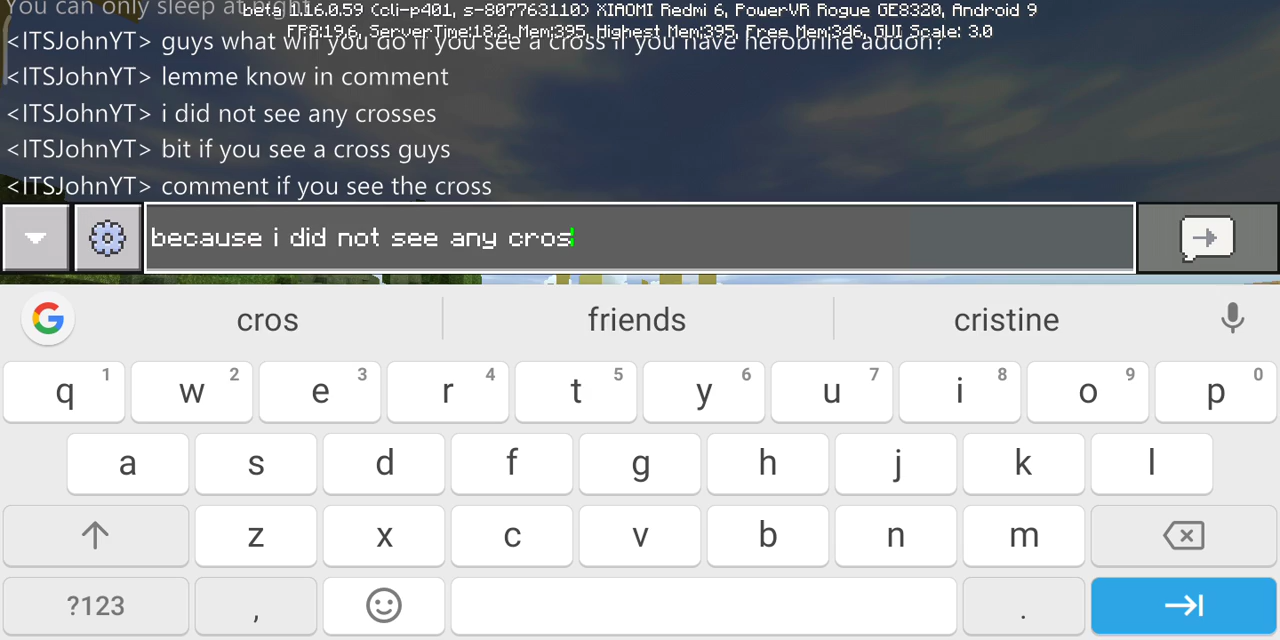 You can only sleep at night
beta 1.16.0.59 (cli-p401, s-807763110) XIAOMI Redmi 6, PowerVR Rogue GE8320, Android 9
FPS:19.6, ServerTime:18.2, Mem:395, Highest Mem:395, Free Mem:346, GUI Scale: 3.0
<ITSJohnYT> guys what will you do if you see a cross if you have herobrine addon?
<ITSJohnYT> lemme know in comment
<ITSJohnYT> i did not see any crosses
<ITSJohnYT> bit if you see a cross guys
<ITSJohnYT> comment if you see the cross
because i did not see any cros
cros friends cristine
q 1 w 2 e 3 r 4 t 5 y 6 u 7 i 8 o 9 p 0
a s d f g h j k l
z x c v b n m
?123 , .